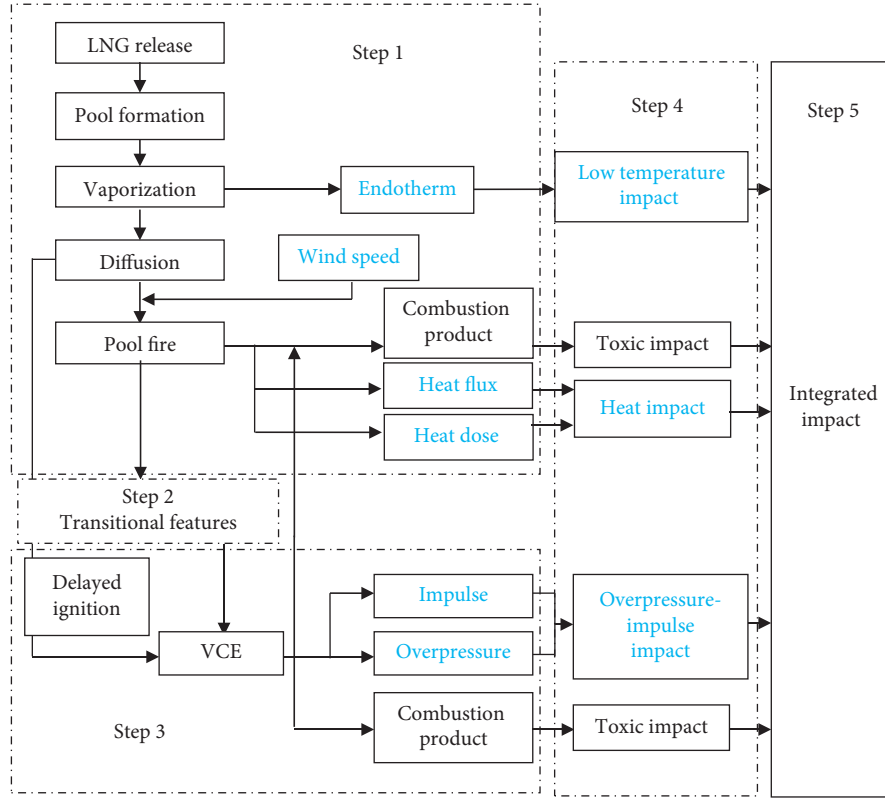 LNG release
Step 1
Pool formation
Step 4
Step 5
Vaporization
Endotherm
Low temperature
impact
Diffusion
Wind speed
Pool fire
Combustion
product
Toxic impact
Heat flux
Heat impact
Heat dose
Integrated
impact
Step 2
Transitional features
Delayed
ignition
Impulse
Overpressure-
impulse
impact
VCE
Overpressure
Combustion
product
Toxic impact
Step 3